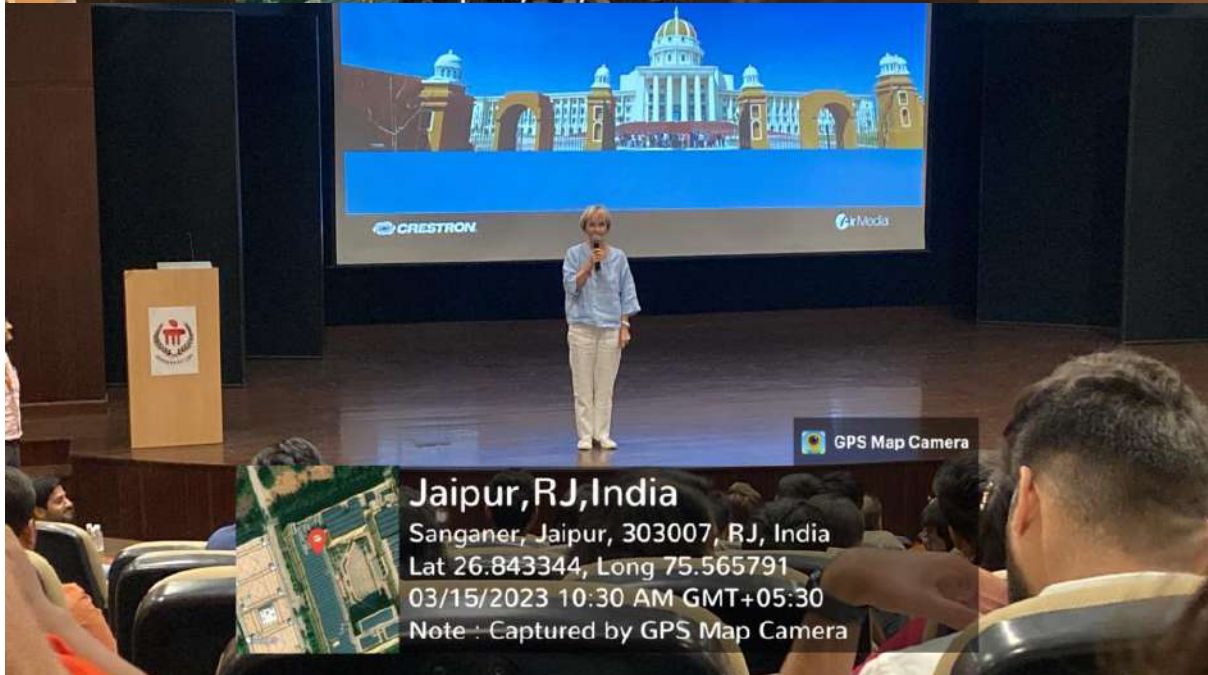 CRESTRON
AirMedia
GPS Map Camera
Jaipur,RJ,India
Sanganer, Jaipur, 303007, RJ, India
Lat 26.843344, Long 75.565791
03/15/2023 10:30 AM GMT+05:30
Note : Captured by GPS Map Camera